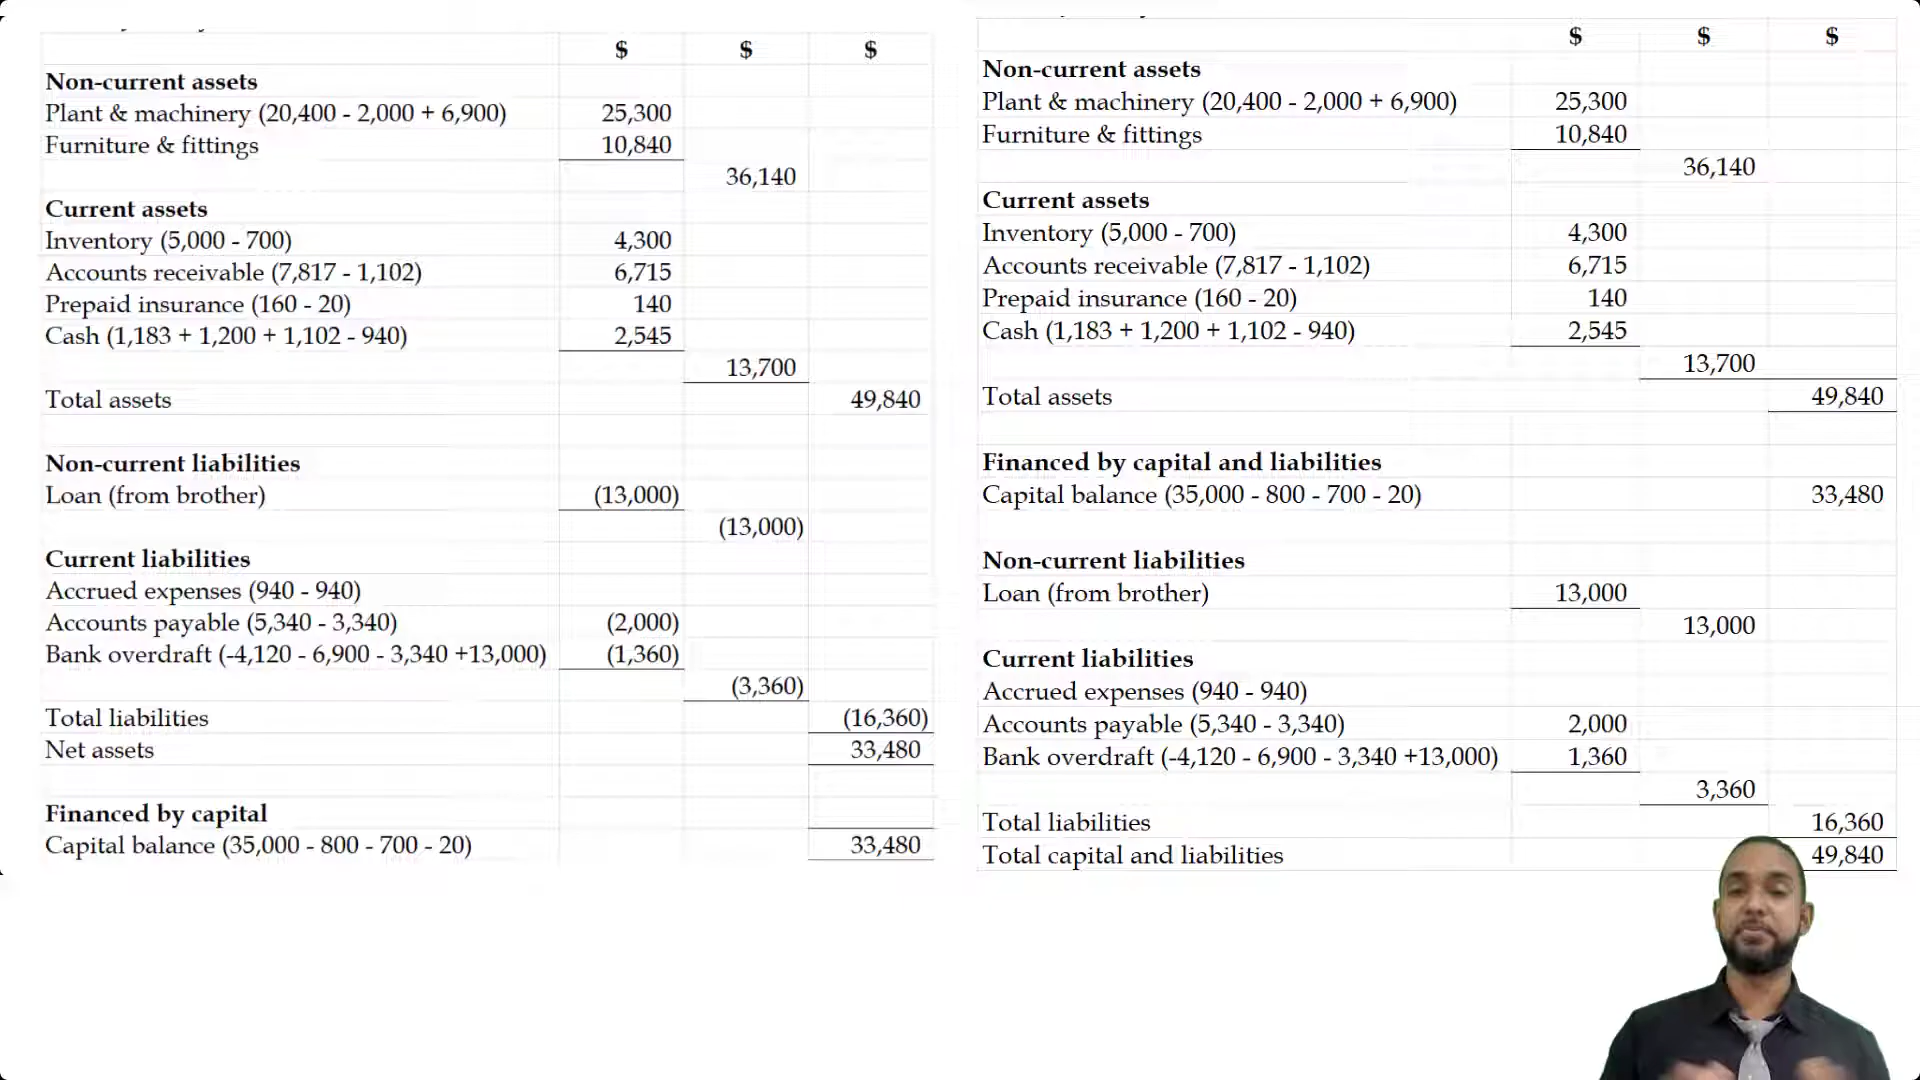 $ $ $
Non-current assets
Plant & machinery (20,400 - 2,000 + 6,900) 25,300
Furniture & fittings 10,840
36,140
Current assets
Inventory (5,000 - 700) 4,300
Accounts receivable (7,817 - 1,102) 6,715
Prepaid insurance (160 - 20) 140
Cash (1,183 + 1,200 + 1,102 - 940) 2,545
13,700
Total assets 49,840
Non-current liabilities
Loan (from brother) (13,000)
(13,000)
Current liabilities
Accrued expenses (940 - 940)
Accounts payable (5,340 - 3,340) (2,000)
Bank overdraft (-4,120 - 6,900 - 3,340 +13,000) (1,360)
(3,360)
Total liabilities (16,360)
Net assets 33,480
Financed by capital
Capital balance (35,000 - 800 - 700 - 20) 33,480
$ $ $
Non-current assets
Plant & machinery (20,400 - 2,000 + 6,900) 25,300
Furniture & fittings 10,840
36,140
Current assets
Inventory (5,000 - 700) 4,300
Accounts receivable (7,817 - 1,102) 6,715
Prepaid insurance (160 - 20) 140
Cash (1,183 + 1,200 + 1,102 - 940) 2,545
13,700
Total assets 49,840
Financed by capital and liabilities
Capital balance (35,000 - 800 - 700 - 20) 33,480
Non-current liabilities
Loan (from brother) 13,000
13,000
Current liabilities
Accrued expenses (940 - 940)
Accounts payable (5,340 - 3,340) 2,000
Bank overdraft (-4,120 - 6,900 - 3,340 +13,000) 1,360
3,360
Total liabilities 16,360
Total capital and liabilities 49,840